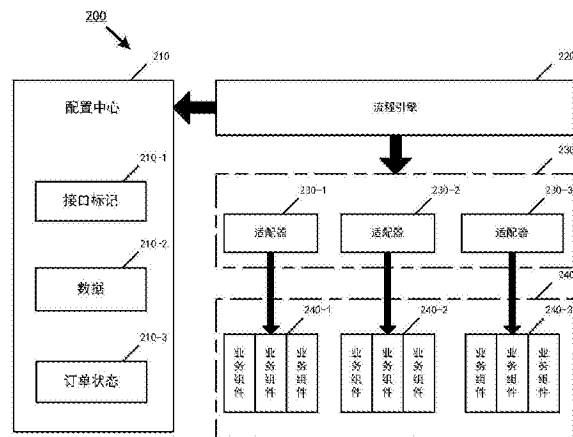 200
210
220
配置中心
流程引擎
210-1
接口标记
230
230-1
230-2
230-3
适配器
适配器
适配器
210-2
数据
240
240-1
240-2
240-3
210-3
订单状态
业务组件
业务组件
业务组件
业务组件
业务组件
业务组件
业务组件
业务组件
业务组件